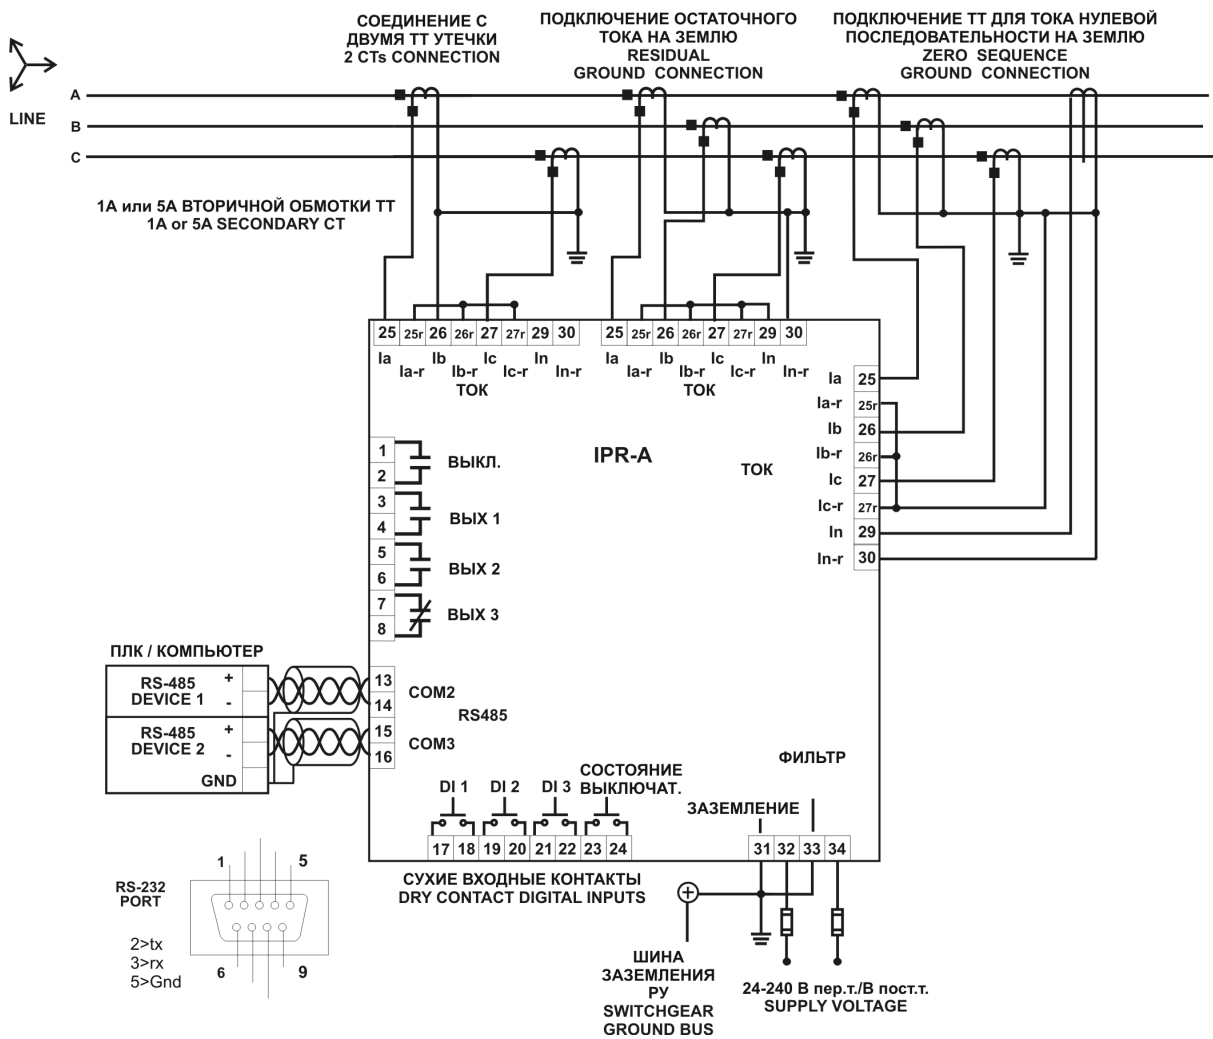 СОЕДИНЕНИЕ С
ДВУМЯ ТТ УТЕЧКИ
2 CTs CONNECTION
ПОДКЛЮЧЕНИЕ ОСТАТОЧНОГО
ТОКА НА ЗЕМЛЮ
RESIDUAL
GROUND CONNECTION
ПОДКЛЮЧЕНИЕ ТТ ДЛЯ ТОКА НУЛЕВОЙ
ПОСЛЕДОВАТЕЛЬНОСТИ НА ЗЕМЛЮ
ZERO SEQUENCE
GROUND CONNECTION
LINE
A
B
C
1А или 5А ВТОРИЧНОЙ ОБМОТКИ ТТ
1A or 5A SECONDARY CT
25 25r 26 26r 27 27r 29 30
Ia Ib Ic In
Ia-r Ib-r Ic-r In-r
ТОК
25 25r 26 26r 27 27r 29 30
Ia Ib Ic In
Ia-r Ib-r Ic-r In-r
ТОК
Ia 25
Ia-r 25r
Ib 26
Ib-r 26r
Ic 27
Ic-r 27r
In 29
In-r 30
ТОК
IPR-A
1
2
ВЫКЛ.
3
4
ВЫХ 1
5
6
ВЫХ 2
7
8
ВЫХ 3
ПЛК / КОМПЬЮТЕР
RS-485
DEVICE 1
+
-
RS-485
DEVICE 2
+
-
GND
13
14
COM2
RS485
15
16
COM3
DI 1 DI 2 DI 3
СОСТОЯНИЕ
ВЫКЛЮЧАТ.
17 18 19 20 21 22 23 24
СУХИЕ ВХОДНЫЕ КОНТАКТЫ
DRY CONTACT DIGITAL INPUTS
ФИЛЬТР
ЗАЗЕМЛЕНИЕ
31 32 33 34
ШИНА
ЗАЗЕМЛЕНИЯ
РУ
SWITCHGEAR
GROUND BUS
24-240 В пер.т./В пост.т.
SUPPLY VOLTAGE
RS-232
PORT
1 5
6 9
2>tx
3>rx
5>Gnd